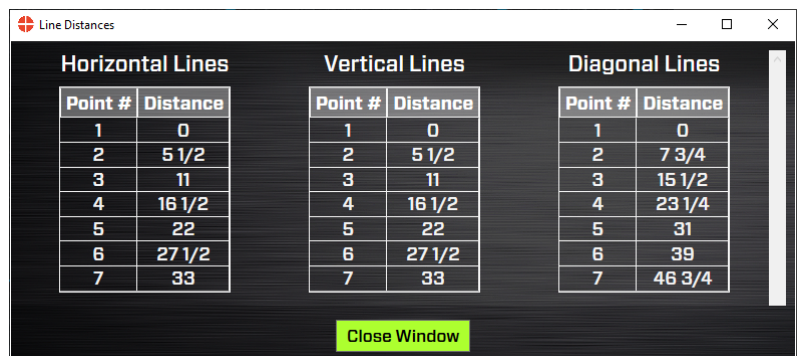 Line Distances
Horizontal Lines Vertical Lines Diagonal Lines
Point # Distance Point # Distance Point # Distance
1 0 1 0 1 0
2 5 1/2 2 5 1/2 2 7 3/4
3 11 3 11 3 15 1/2
4 16 1/2 4 16 1/2 4 23 1/4
5 22 5 22 5 31
6 27 1/2 6 27 1/2 6 39
7 33 7 33 7 46 3/4
Close Window